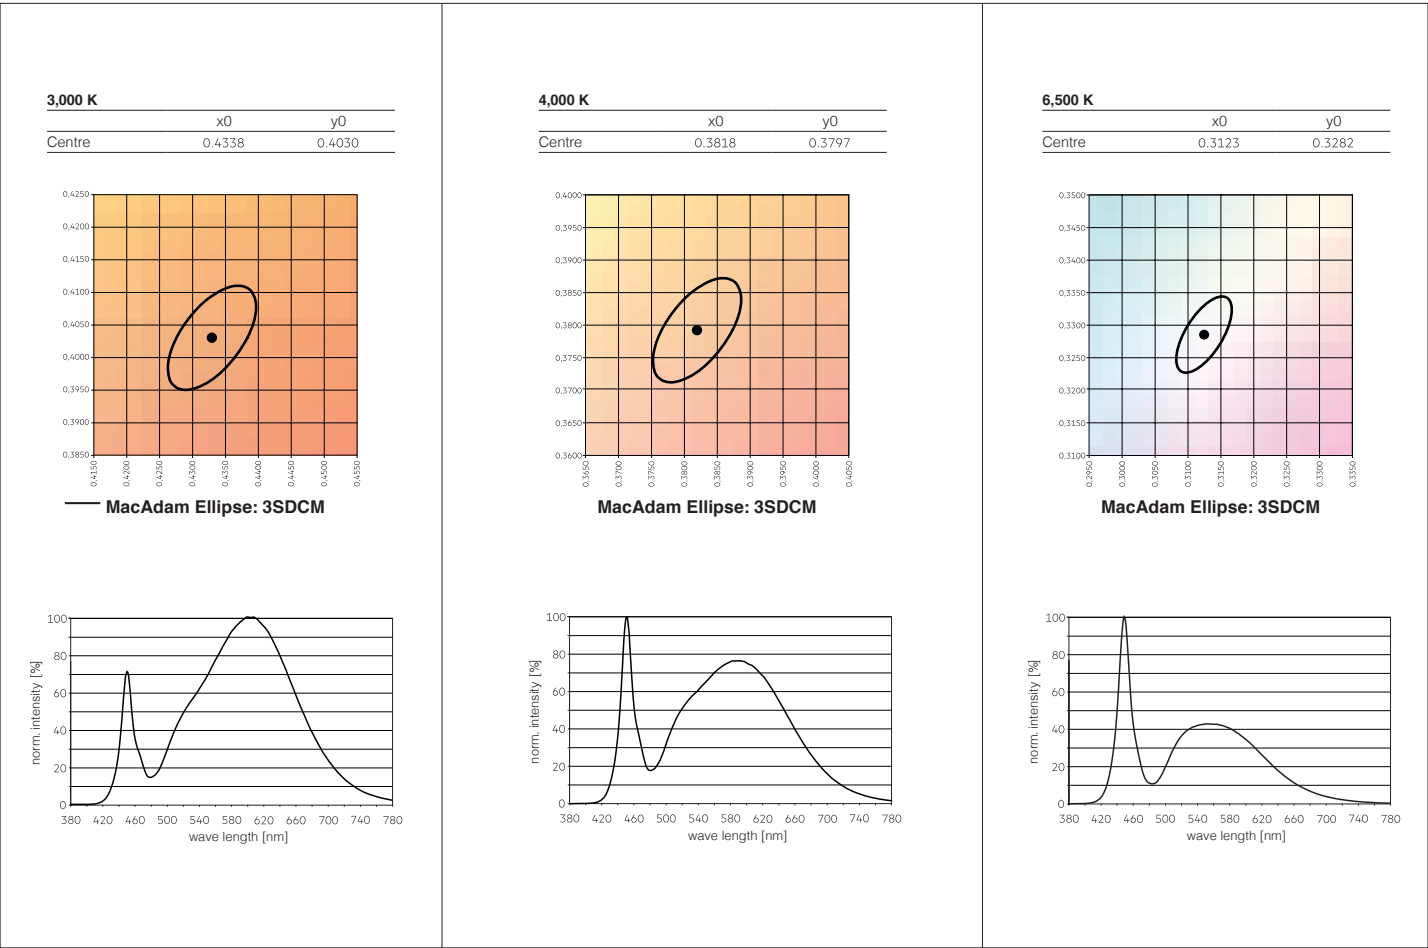 3,000 K
x0 y0
Centre 0.4338 0.4030
0,4250
0,4200
0,4150
0,4100
0,4050
0,4000
0,3950
0,3900
0,3850
0,4150 0,4200 0,4250 0,4300 0,4350 0,4400 0,4450 0,4500 0,4550
MacAdam Ellipse: 3SDCM
norm. intensity [%]
100
80
60
40
20
0
380 420 460 500 540 580 620 660 700 740 780
wave length [nm]
4,000 K
x0 y0
Centre 0.3818 0.3797
0,4000
0,3950
0,3900
0,3850
0,3800
0,3750
0,3700
0,3650
0,3600
0,3650 0,3700 0,3750 0,3800 0,3850 0,3900 0,3950 0,4000 0,4050
MacAdam Ellipse: 3SDCM
norm. intensity [%]
100
80
60
40
20
0
380 420 460 500 540 580 620 660 700 740 780
wave length [nm]
6,500 K
x0 y0
Centre 0.3123 0.3282
0,3500
0,3450
0,3400
0,3350
0,3300
0,3250
0,3200
0,3150
0,3100
0,2950 0,3000 0,3050 0,3100 0,3150 0,3200 0,3250 0,3300 0,3350
MacAdam Ellipse: 3SDCM
norm. intensity [%]
100
80
60
40
20
0
380 420 460 500 540 580 620 660 700 740 780
wave length [nm]